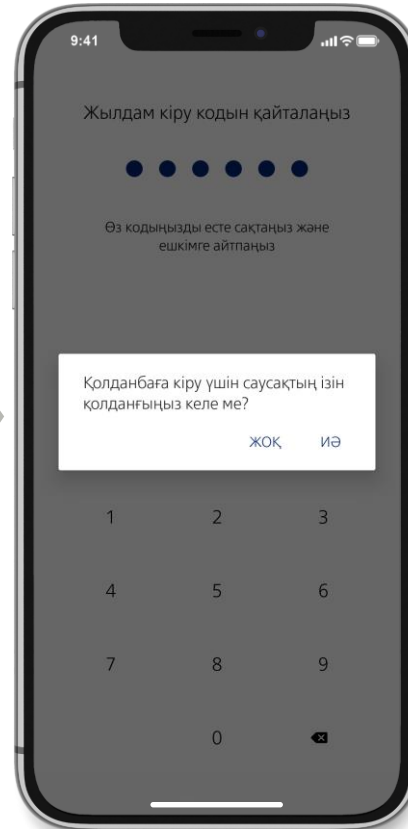 9:41
Жылдам кіру кодын қайталаңыз
Өз кодыңызды есте сақтаңыз және
ешкімге айтпаңыз
Қолданбаға кіру үшін саусақтың ізін
қолданғыңыз келе ме?
ЖОҚ ИӘ
1 2 3
4 5 6
7 8 9
0